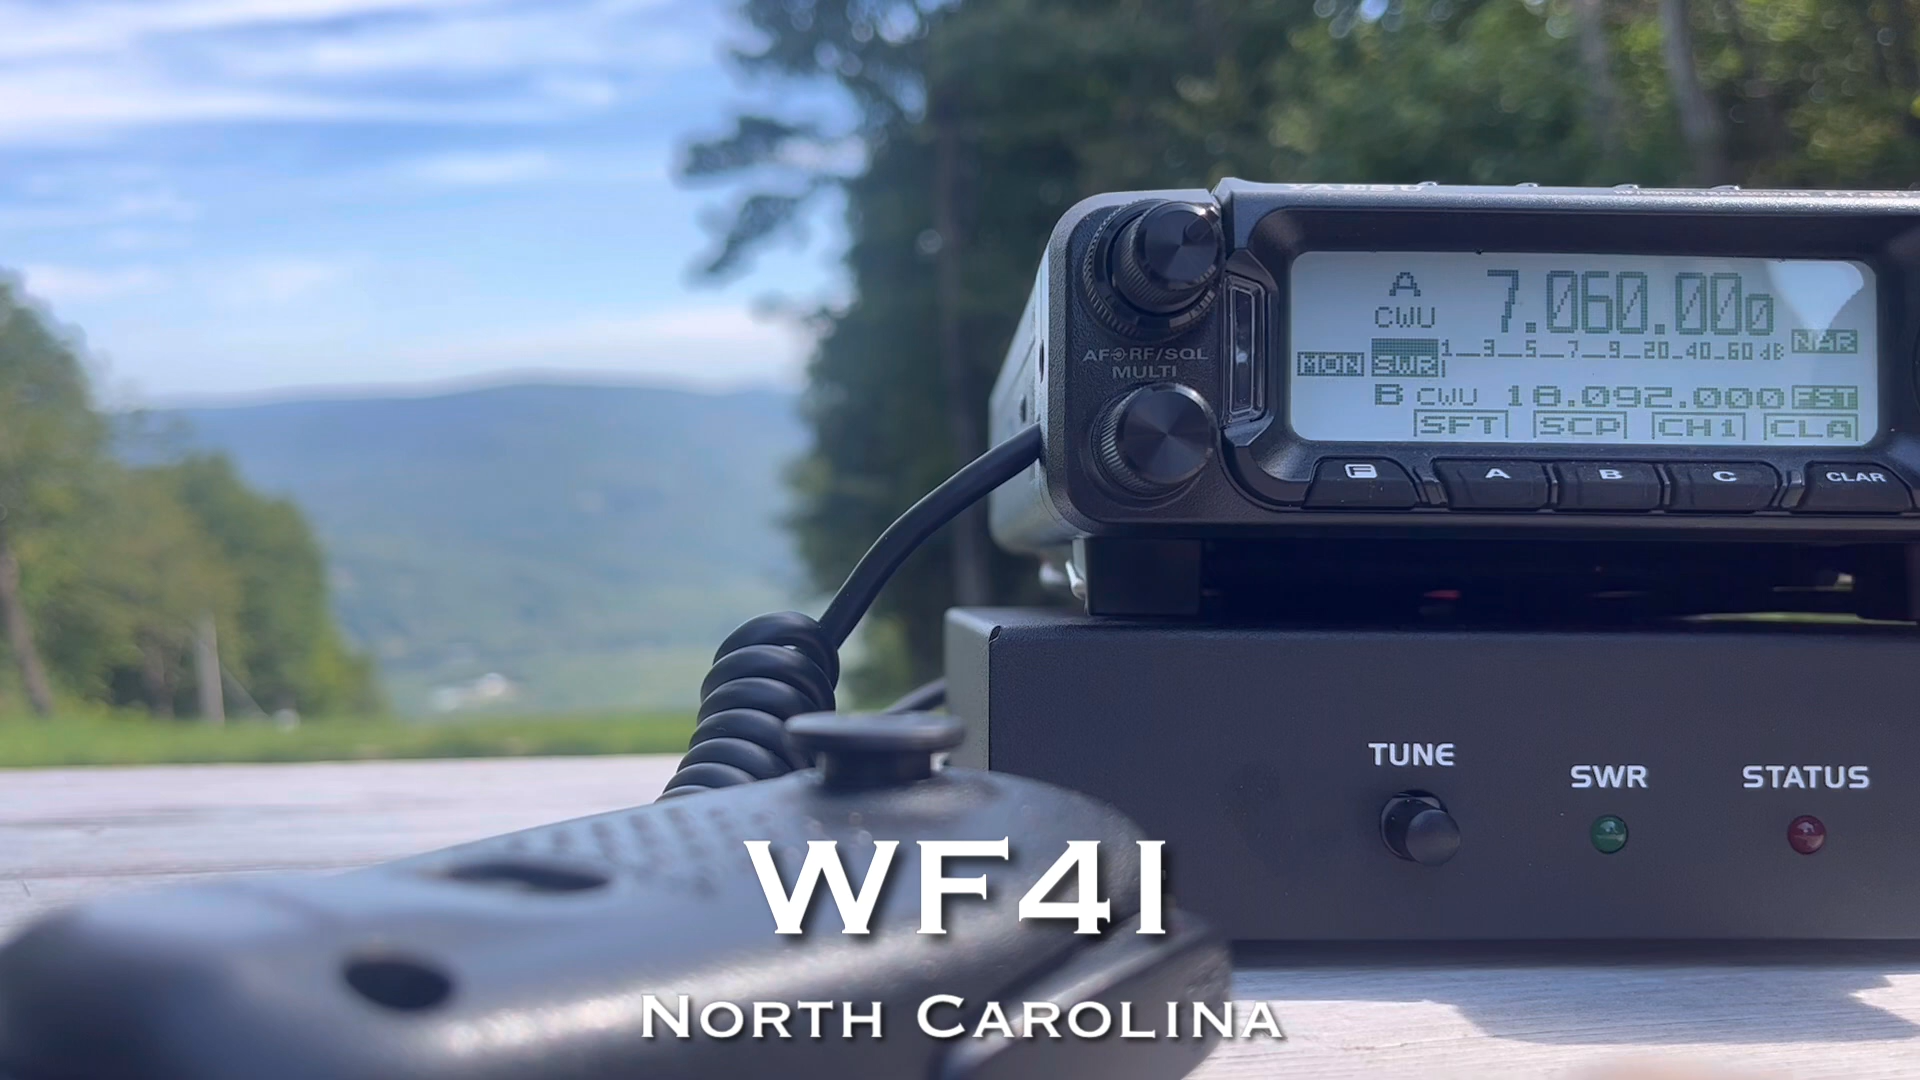 YAESU
A 7.060.000
CWU
1 3 5 7 9 20 40 60 dB NAR
MON SWR
B CWU 18.092.000 FST
SFT SCP CH1 CLA
AF RF/SQL
MULTI
F A B C CLAR
TUNE
SWR
STATUS
WF4I
NORTH CAROLINA